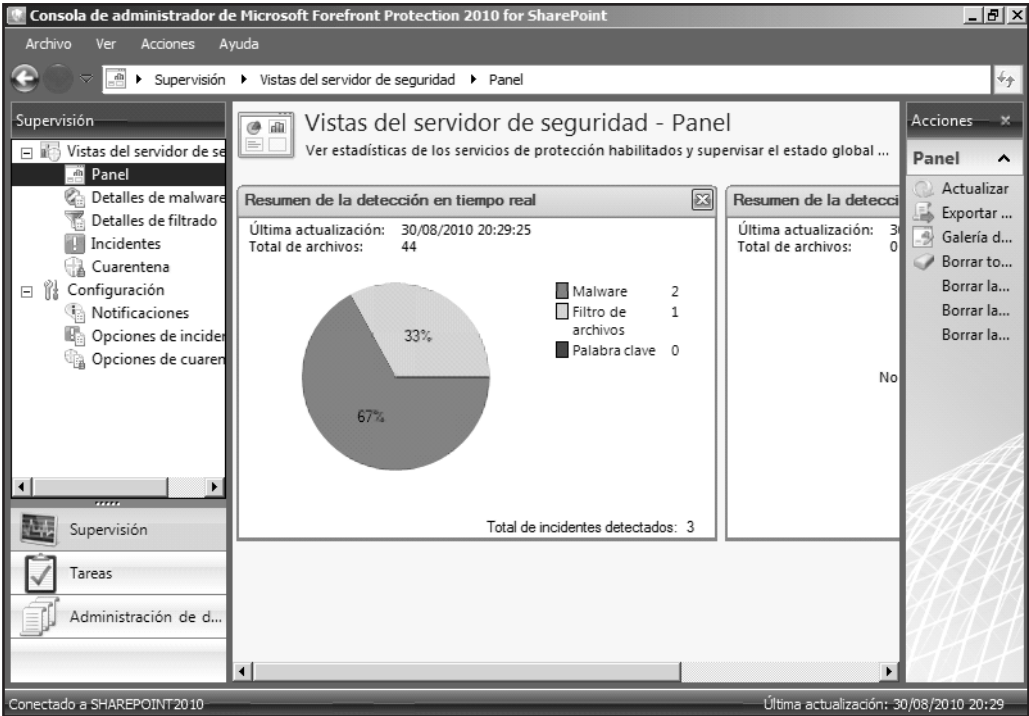 Consola de administrador de Microsoft Forefront Protection 2010 for SharePoint
Archivo Ver Acciones Ayuda
Supervisión Vistas del servidor de seguridad Panel
Supervisión
Vistas del servidor de se
Panel
Detalles de malware
Detalles de filtrado
Incidentes
Cuarentena
Configuración
Notificaciones
Opciones de incider
Opciones de cuaren
Supervisión
Tareas
Administración de d...
Vistas del servidor de seguridad - Panel
Ver estadísticas de los servicios de protección habilitados y supervisar el estado global ...
Resumen de la detección en tiempo real
Última actualización: 30/08/2010 20:29:25
Total de archivos: 44
33%
67%
Malware 2
Filtro de archivos 1
Palabra clave 0
Total de incidentes detectados: 3
Resumen de la detecci
Última actualización: 3
Total de archivos: 0
No
Acciones
Panel
Actualizar
Exportar ...
Galería d...
Borrar to...
Borrar la...
Borrar la...
Borrar la...
Conectado a SHAREPOINT2010
Última actualización: 30/08/2010 20:29